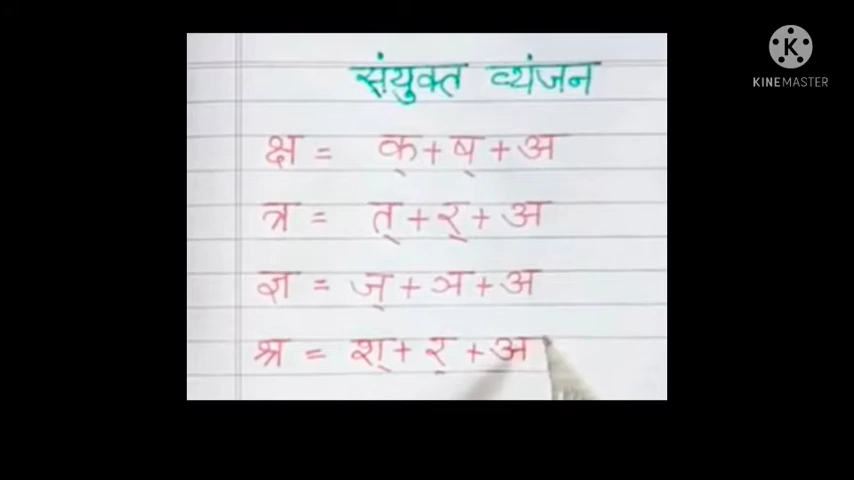 संयुक्त व्यंजन
क्ष = क् + ष् + अ
त्र = त् + र् + अ
ज्ञ = ज् + ञ + अ
श्र = श् + र् + अ
K
KINEMASTER